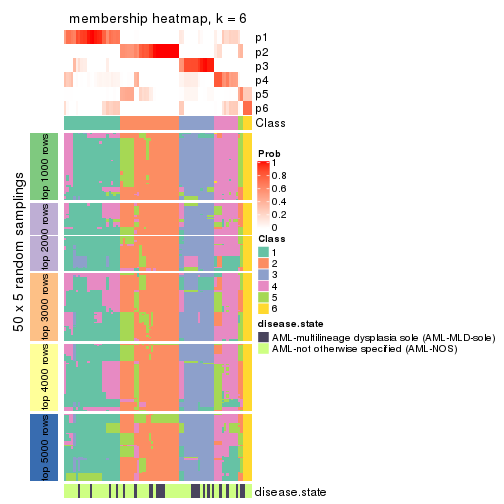 membership heatmap, k = 6
p1
p2
p3
p4
p5
p6
Class
50 x 5 random samplings
top 1000 rows
top 2000 rows
top 3000 rows
top 4000 rows
top 5000 rows
Prob
1
0.8
0.6
0.4
0.2
0
Class
1
2
3
4
5
6
disease.state
AML-multilineage dysplasia sole (AML-MLD-sole)
AML-not otherwise specified (AML-NOS)
disease.state